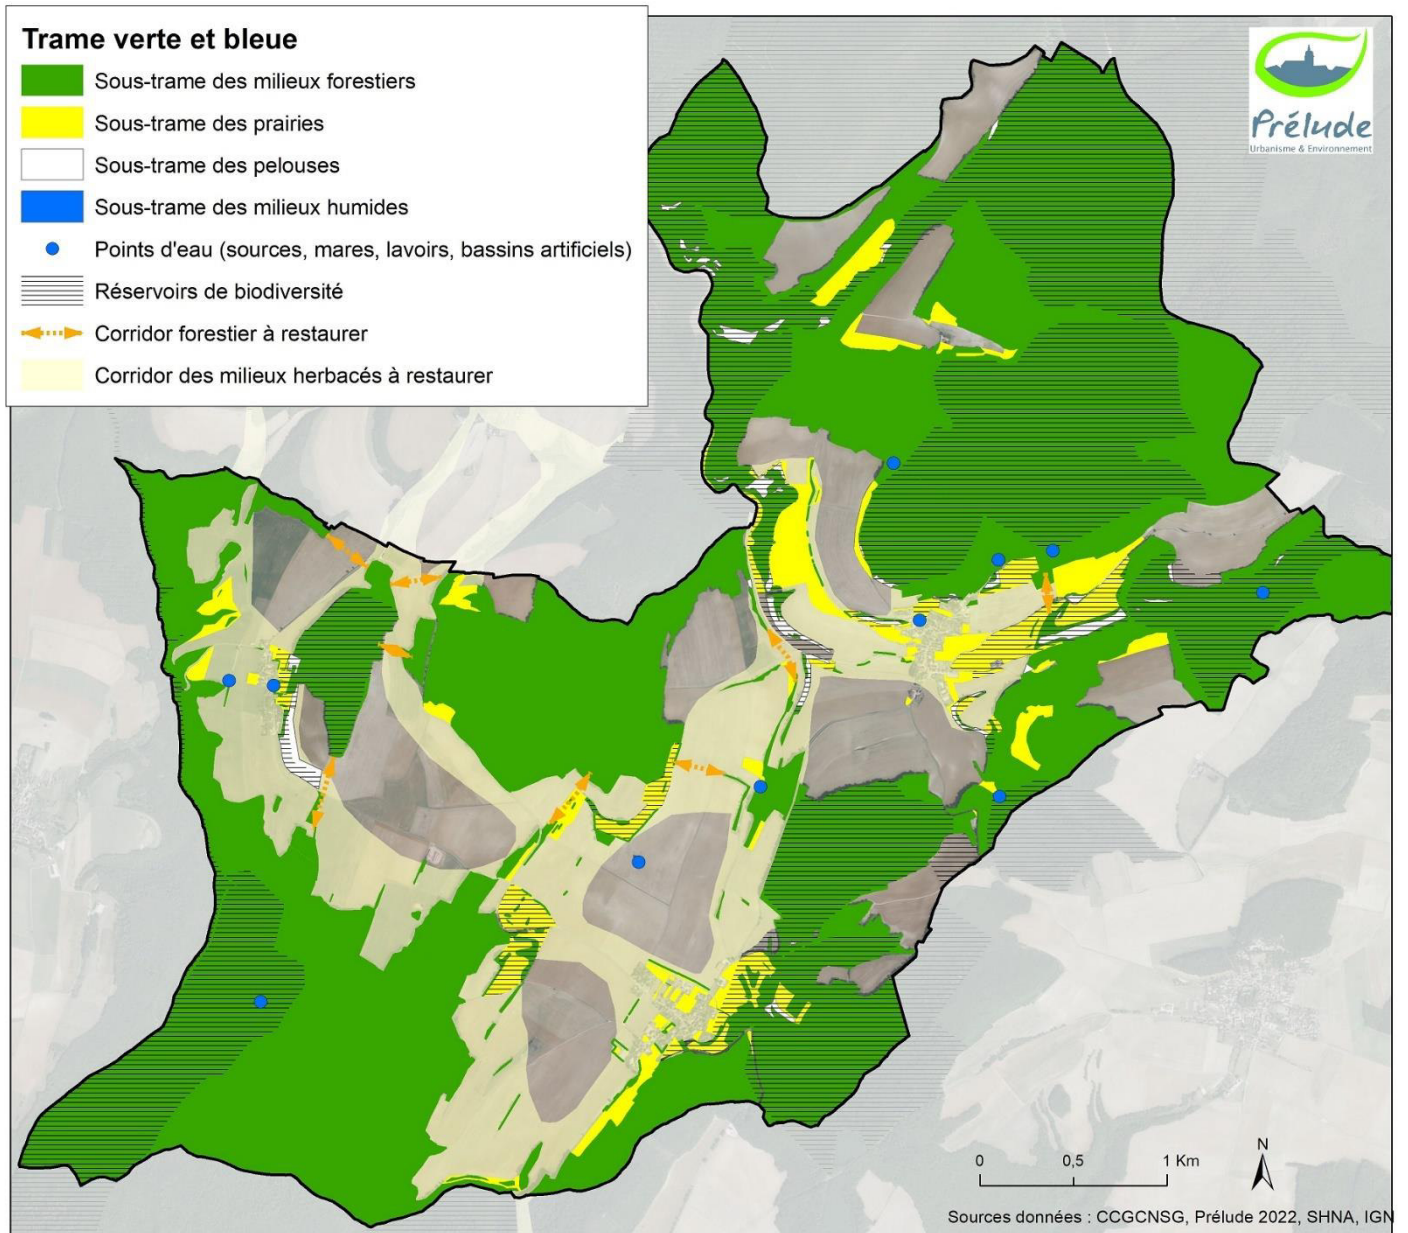 Trame verte et bleue
Sous-trame des milieux forestiers
Sous-trame des prairies
Sous-trame des pelouses
Sous-trame des milieux humides
Points d'eau (sources, mares, lavoirs, bassins artificiels)
Réservoirs de biodiversité
Corridor forestier à restaurer
Corridor des milieux herbacés à restaurer
Prélude
Urbanisme & Environnement
N
0 0,5 1 Km
Sources données : CCGCNSG, Prélude 2022, SHNA, IGN